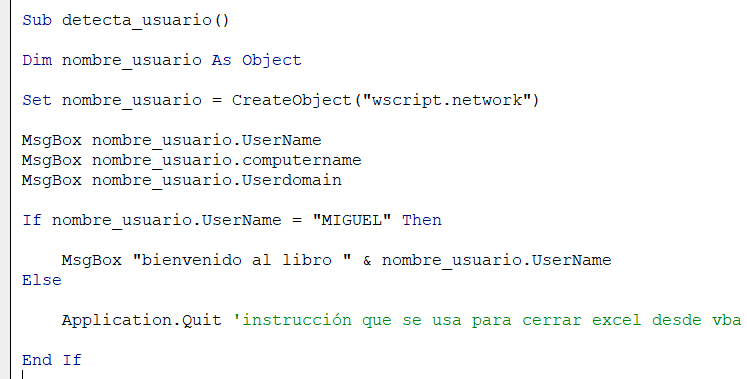 Sub detecta_usuario()
Dim nombre_usuario As Object
Set nombre_usuario = CreateObject("wscript.network")
MsgBox nombre_usuario.UserName
MsgBox nombre_usuario.computername
MsgBox nombre_usuario.Userdomain
If nombre_usuario.UserName = "MIGUEL" Then
MsgBox "bienvenido al libro " & nombre_usuario.UserName
Else
Application.Quit 'instrucción que se usa para cerrar excel desde vba
End If